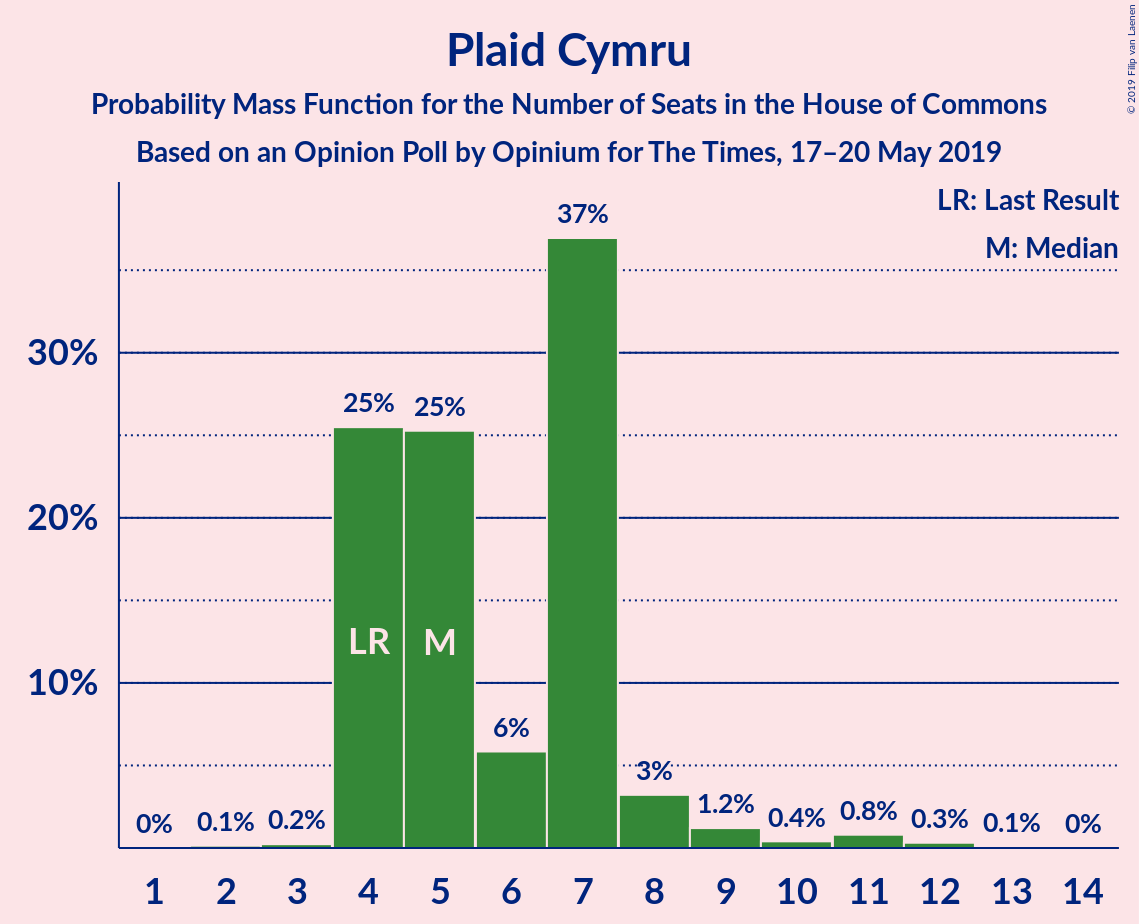 Plaid Cymru
Probability Mass Function for the Number of Seats in the House of Commons
Based on an Opinion Poll by Opinium for The Times, 17–20 May 2019
© 2019 Filip van Laenen
LR: Last Result
M: Median
37%
30%
25% 25%
20%
LR M
10%
6%
3%
0% 0.1% 0.2% 1.2% 0.4% 0.8% 0.3% 0.1% 0%
1 2 3 4 5 6 7 8 9 10 11 12 13 14